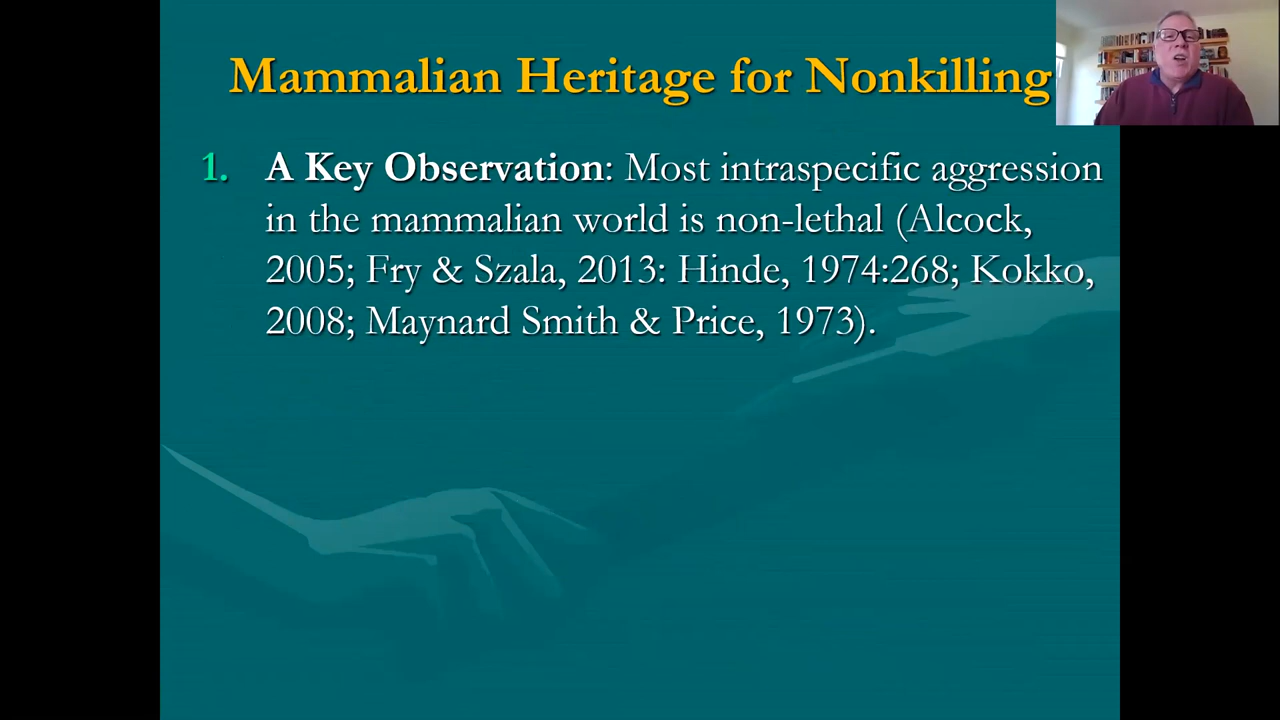 Mammalian Heritage for Nonkilling
1. A Key Observation: Most intraspecific aggression
in the mammalian world is non-lethal (Alcock,
2005; Fry & Szala, 2013: Hinde, 1974:268; Kokko,
2008; Maynard Smith & Price, 1973).